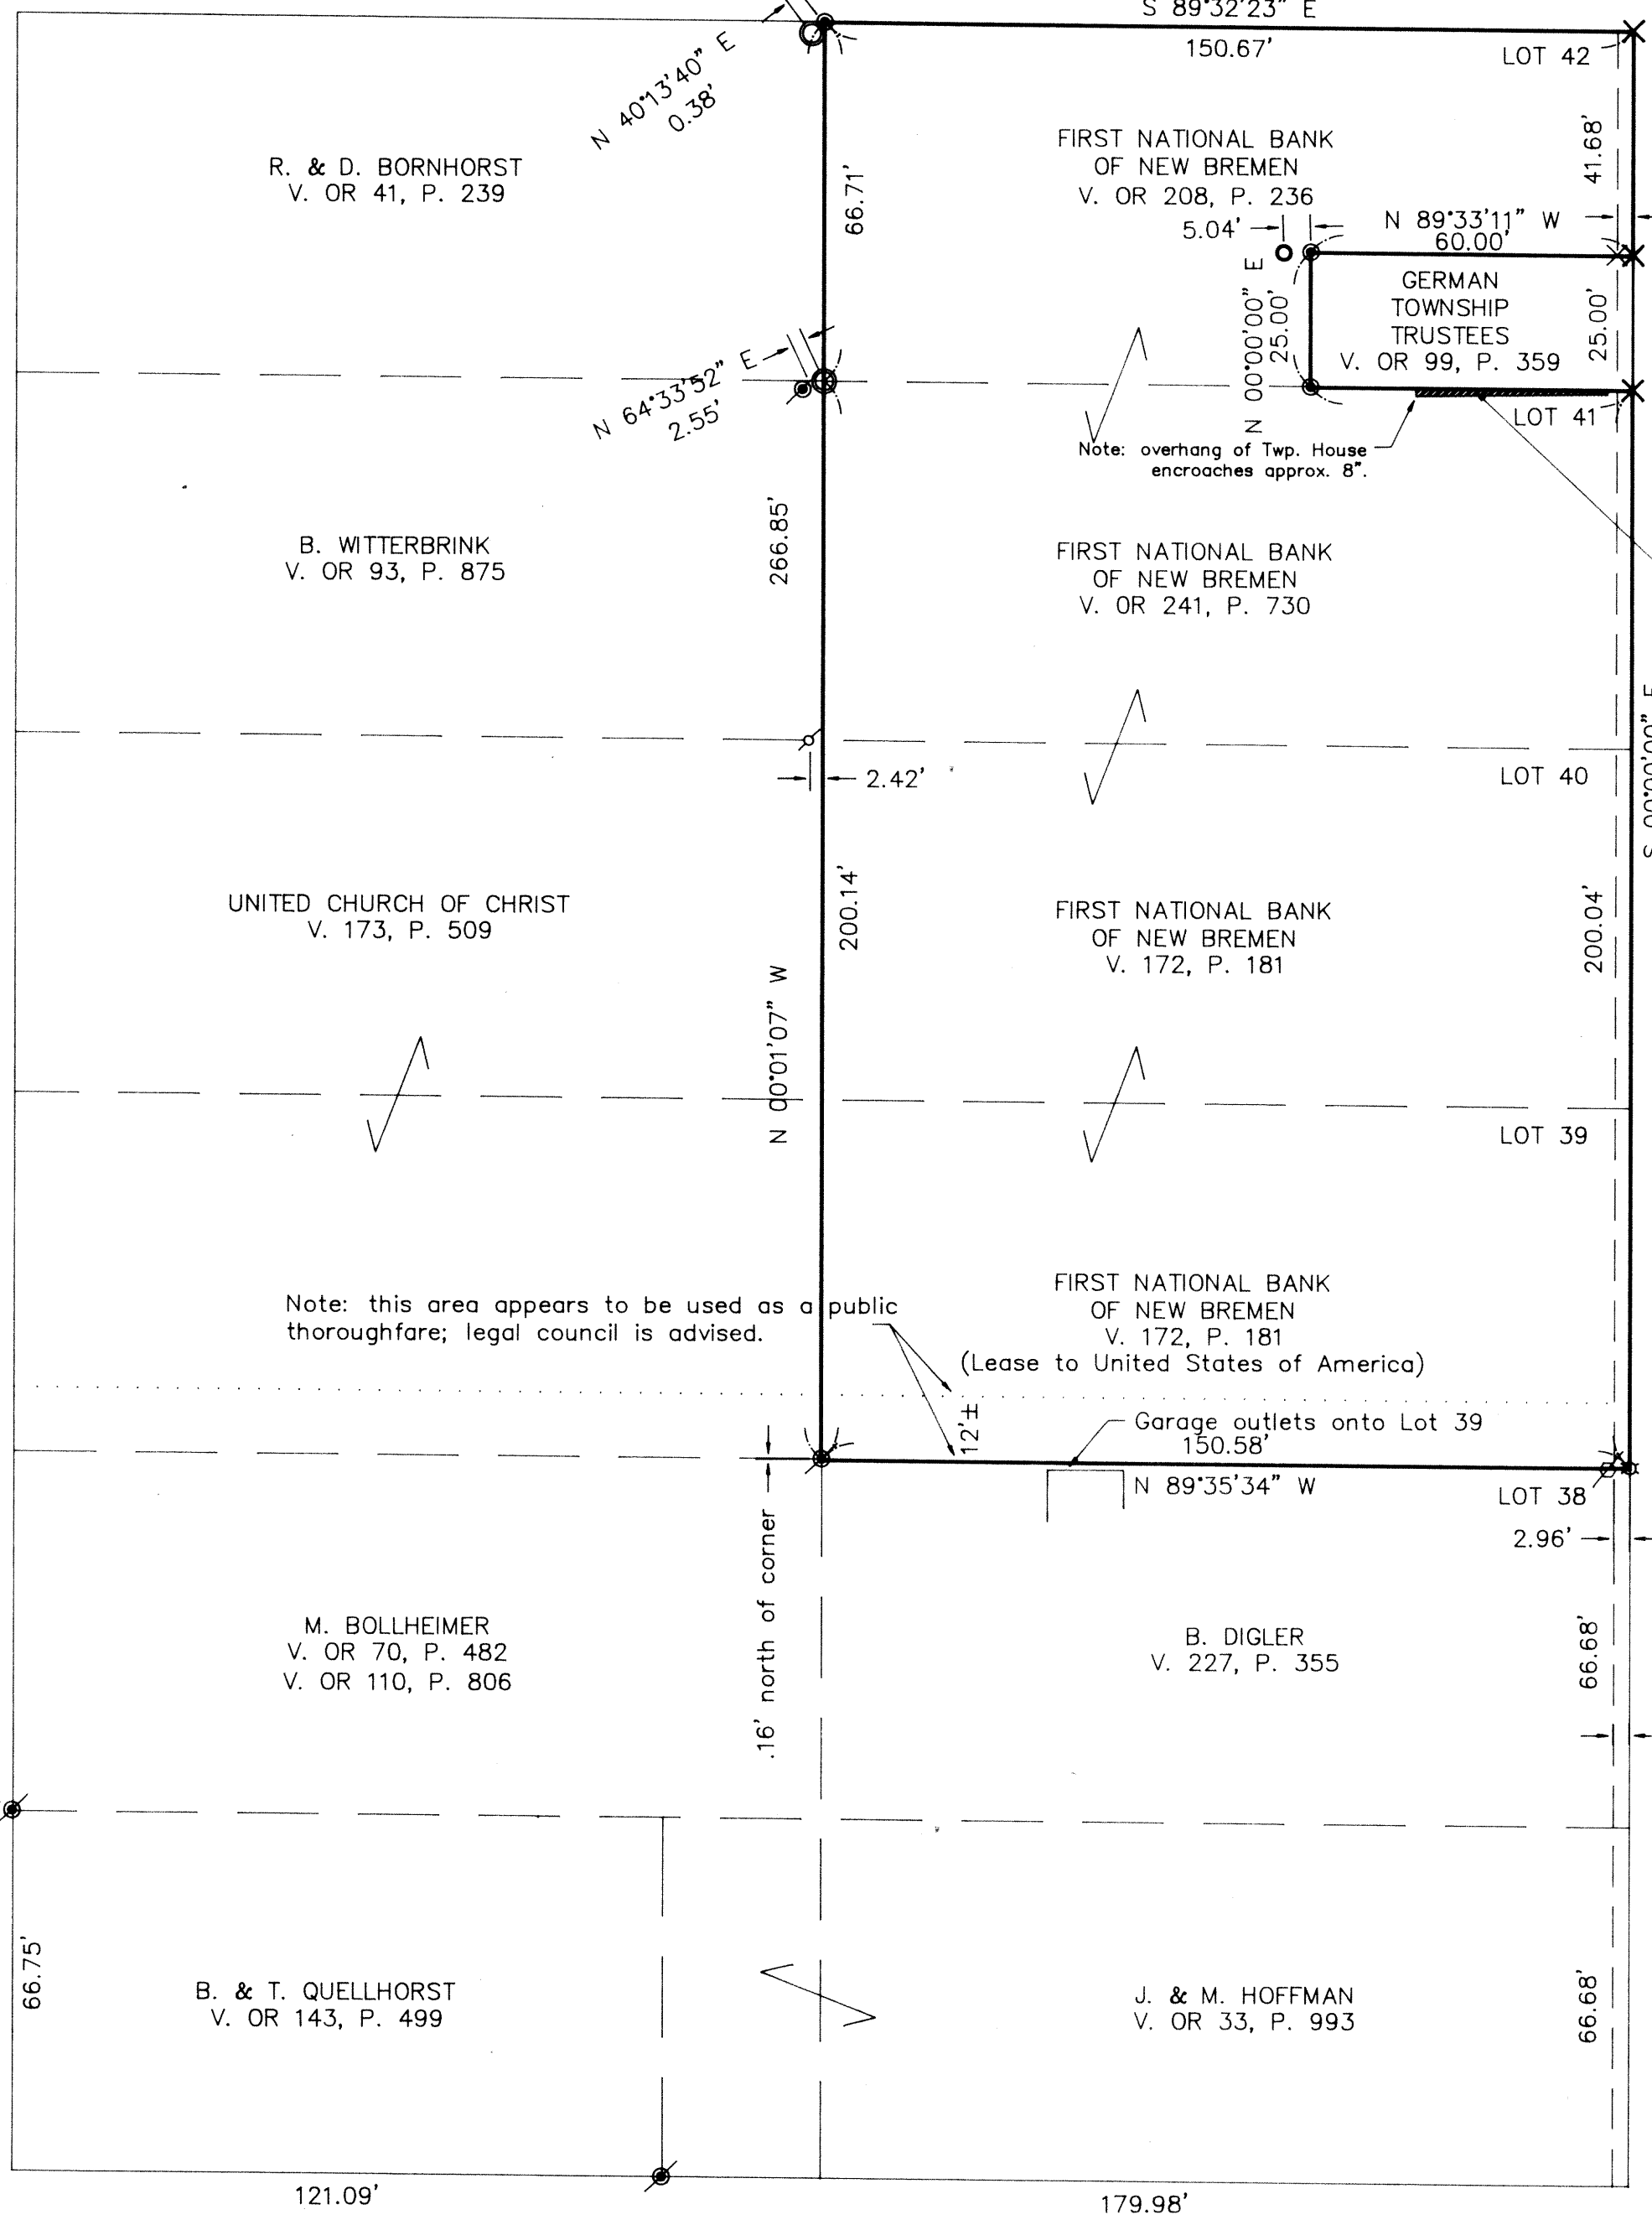 S 89°32'23" E
150.67'
LOT 42
N 40°13'40" E
0.38'
R. & D. BORNHORST
V. OR 41, P. 239
66.71'
FIRST NATIONAL BANK
OF NEW BREMEN
V. OR 208, P. 236
41.68'
5.04'
N 89°33'11" W
60.00'
N 00°00'00" E
25.00'
GERMAN
TOWNSHIP
TRUSTEES
V. OR 99, P. 359
25.00'
N 64°33'52" E
2.55'
LOT 41
Note: overhang of Twp. House
encroaches approx. 8".
266.85'
B. WITTERBRINK
V. OR 93, P. 875
FIRST NATIONAL BANK
OF NEW BREMEN
V. OR 241, P. 730
S 00°00'00" E
2.42'
LOT 40
UNITED CHURCH OF CHRIST
V. 173, P. 509
200.14'
FIRST NATIONAL BANK
OF NEW BREMEN
V. 172, P. 181
200.04'
N 00°01'07" W
LOT 39
Note: this area appears to be used as a public
thoroughfare; legal council is advised.
FIRST NATIONAL BANK
OF NEW BREMEN
V. 172, P. 181
(Lease to United States of America)
12'±
Garage outlets onto Lot 39
150.58'
N 89°35'34" W
LOT 38
2.96'
.16' north of corner
M. BOLLHEIMER
V. OR 70, P. 482
V. OR 110, P. 806
B. DIGLER
V. 227, P. 355
66.68'
66.75'
B. & T. QUELLHORST
V. OR 143, P. 499
J. & M. HOFFMAN
V. OR 33, P. 993
66.68'
121.09'
179.98'